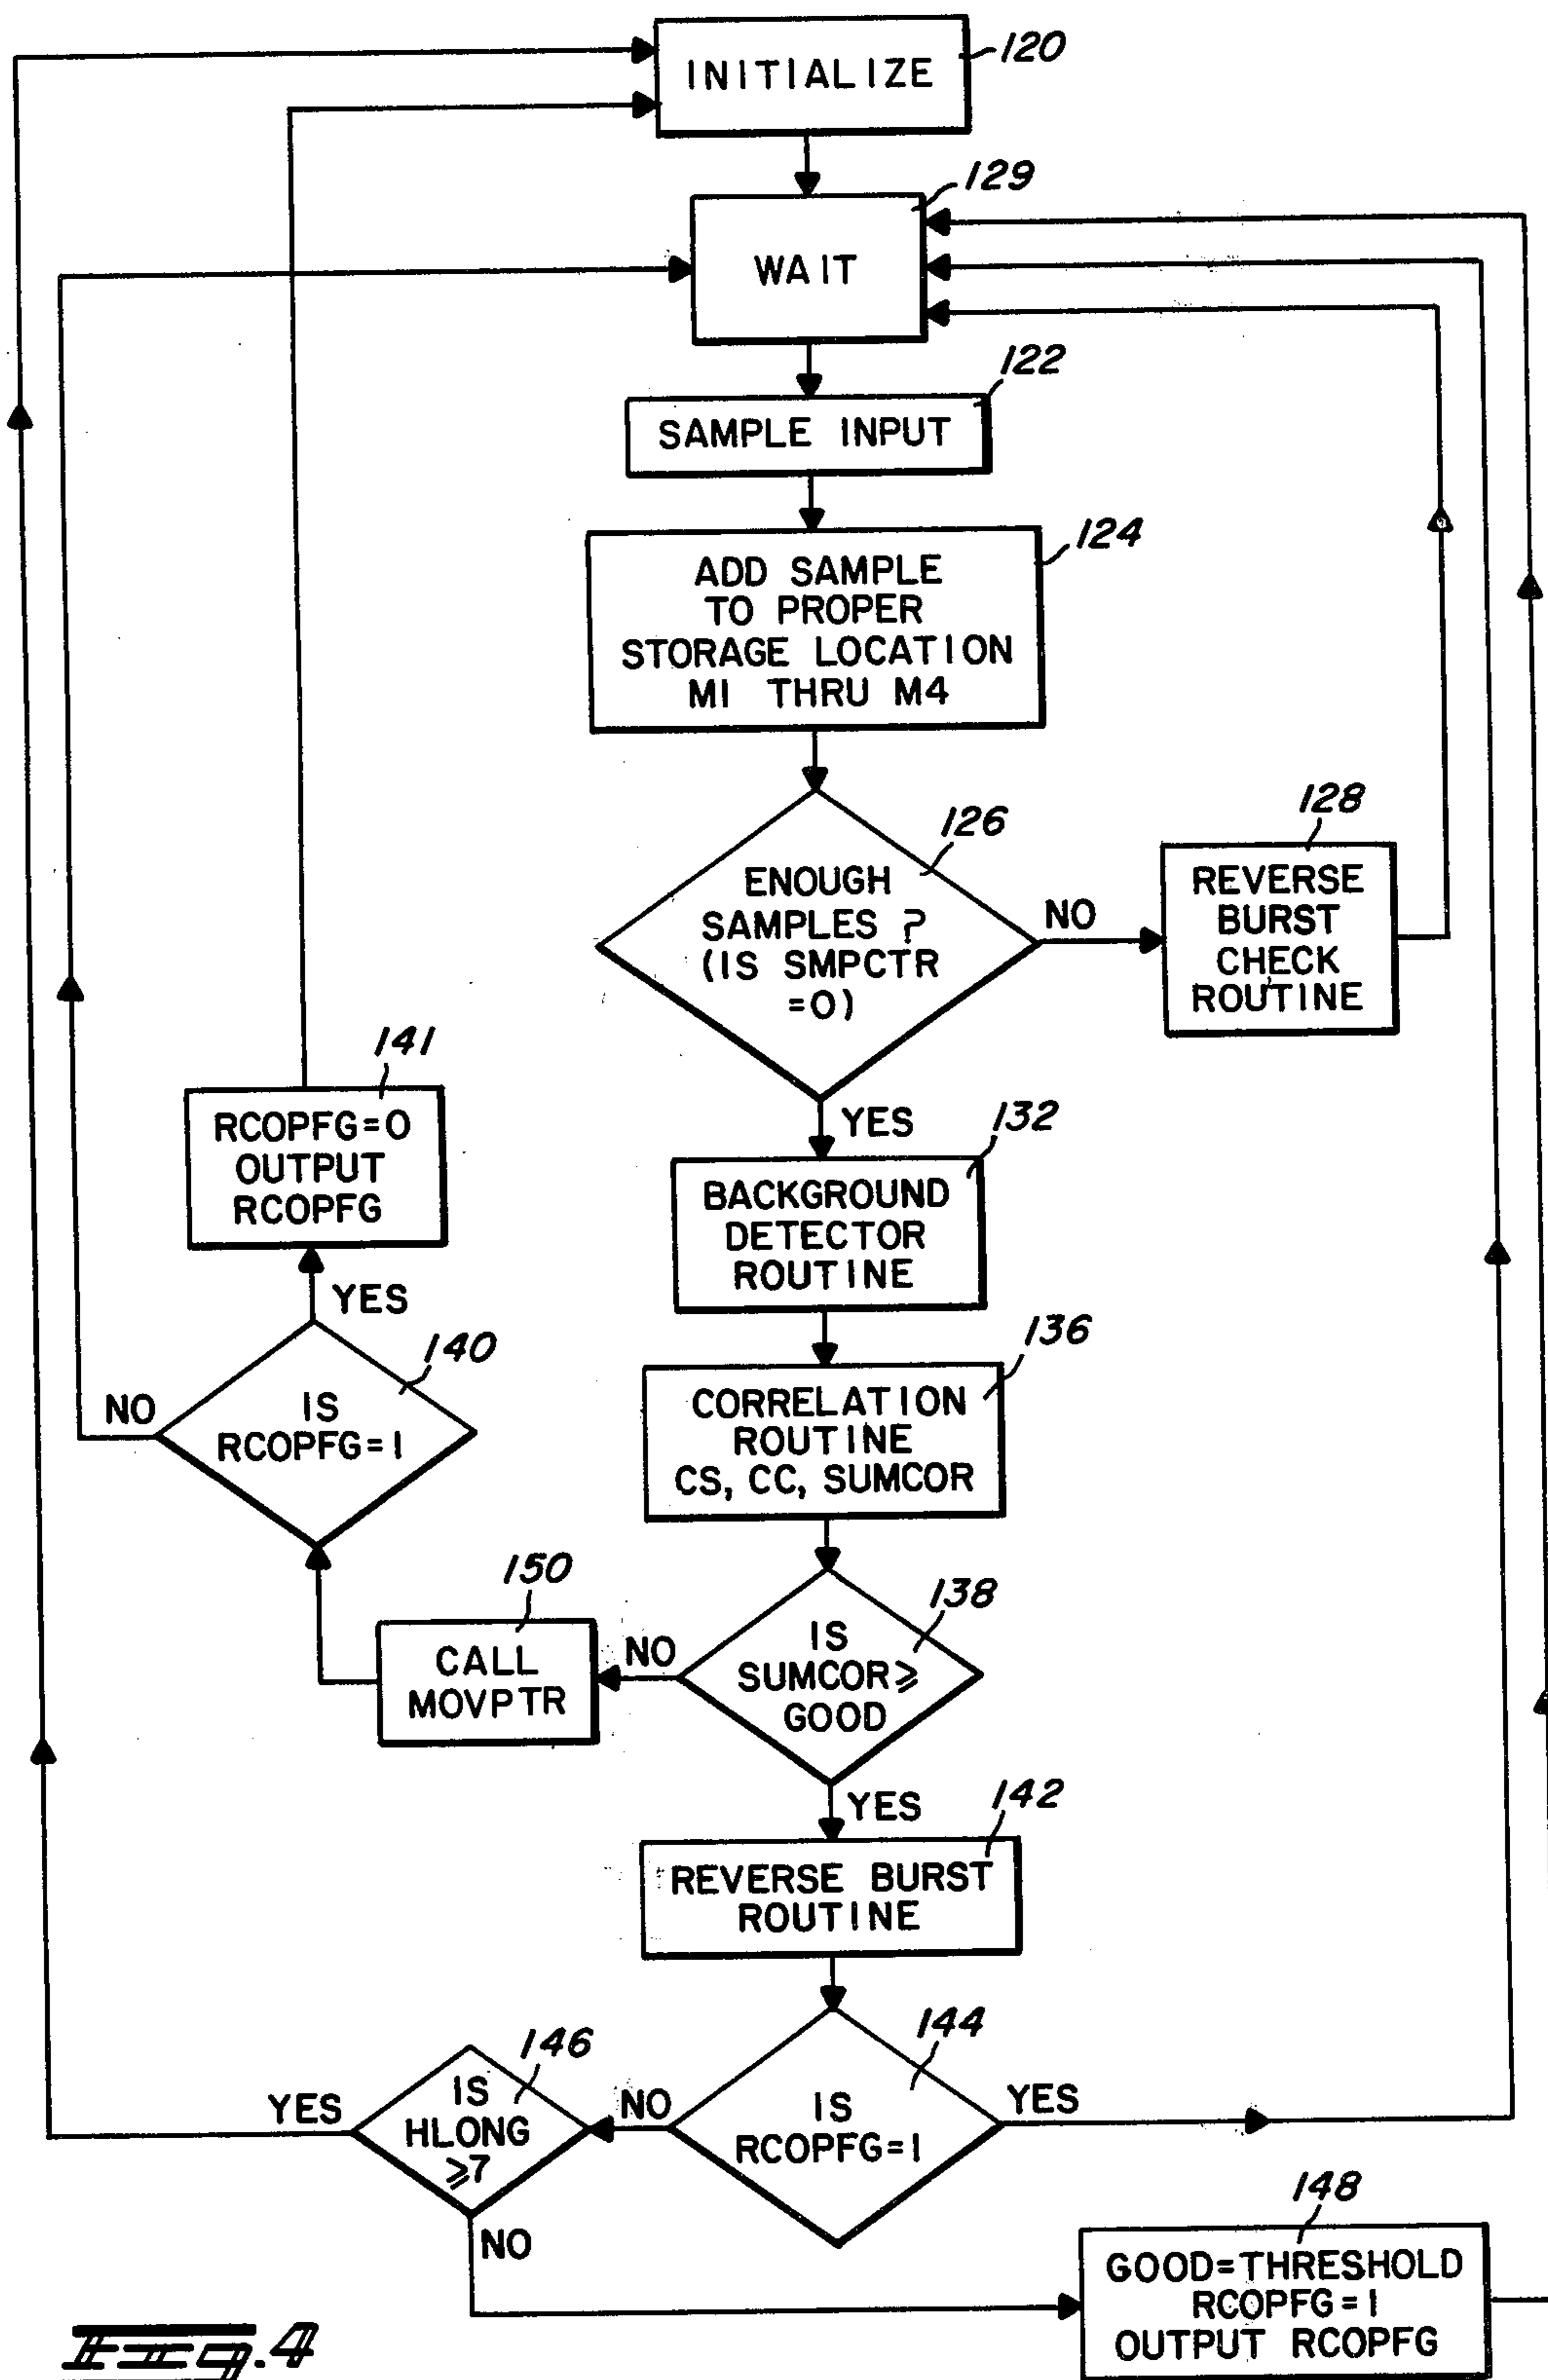 INITIALIZE
120
129
WAIT
122
SAMPLE INPUT
124
ADD SAMPLE
TO PROPER
STORAGE LOCATION
M1 THRU M4
126
ENOUGH
SAMPLES ?
(IS SMPCTR
=0)
NO
128
REVERSE
BURST
CHECK
ROUTINE
YES
141
RCOPFG=0
OUTPUT
RCOPFG
YES
132
BACKGROUND
DETECTOR
ROUTINE
140
IS
RCOPFG=1
NO
136
CORRELATION
ROUTINE
CS, CC, SUMCOR
138
IS
SUMCOR≥
GOOD
NO
150
CALL
MOVPTR
YES
142
REVERSE BURST
ROUTINE
144
IS
RCOPFG=1
YES
NO
146
IS
HLONG
≥7
YES
NO
148
GOOD=THRESHOLD
RCOPFG=1
OUTPUT RCOPFG
Fig.4